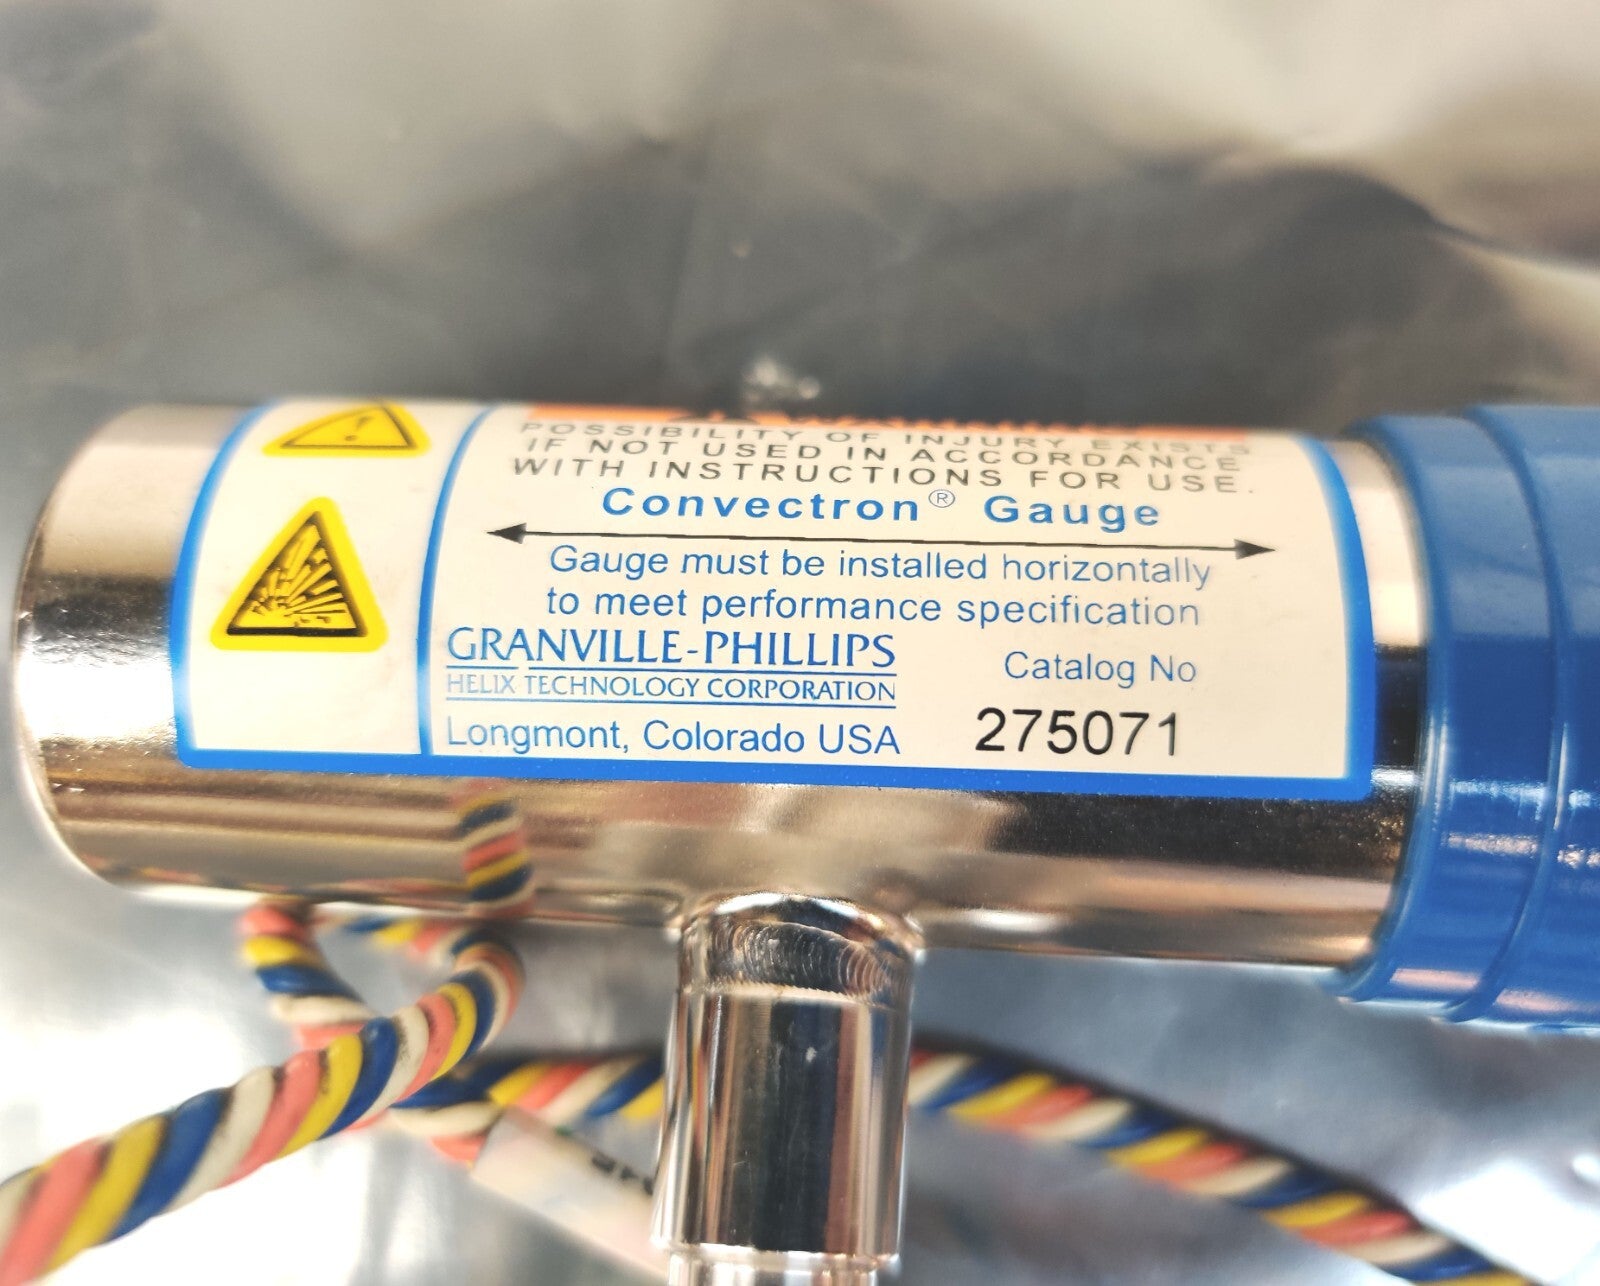 WARNING
POSSIBILITY OF INJURY EXISTS
IF NOT USED IN ACCORDANCE
WITH INSTRUCTIONS FOR USE.
Convectron® Gauge
Gauge must be installed horizontally
to meet performance specification
GRANVILLE-PHILLIPS
HELIX TECHNOLOGY CORPORATION
Longmont, Colorado USA
Catalog No
275071